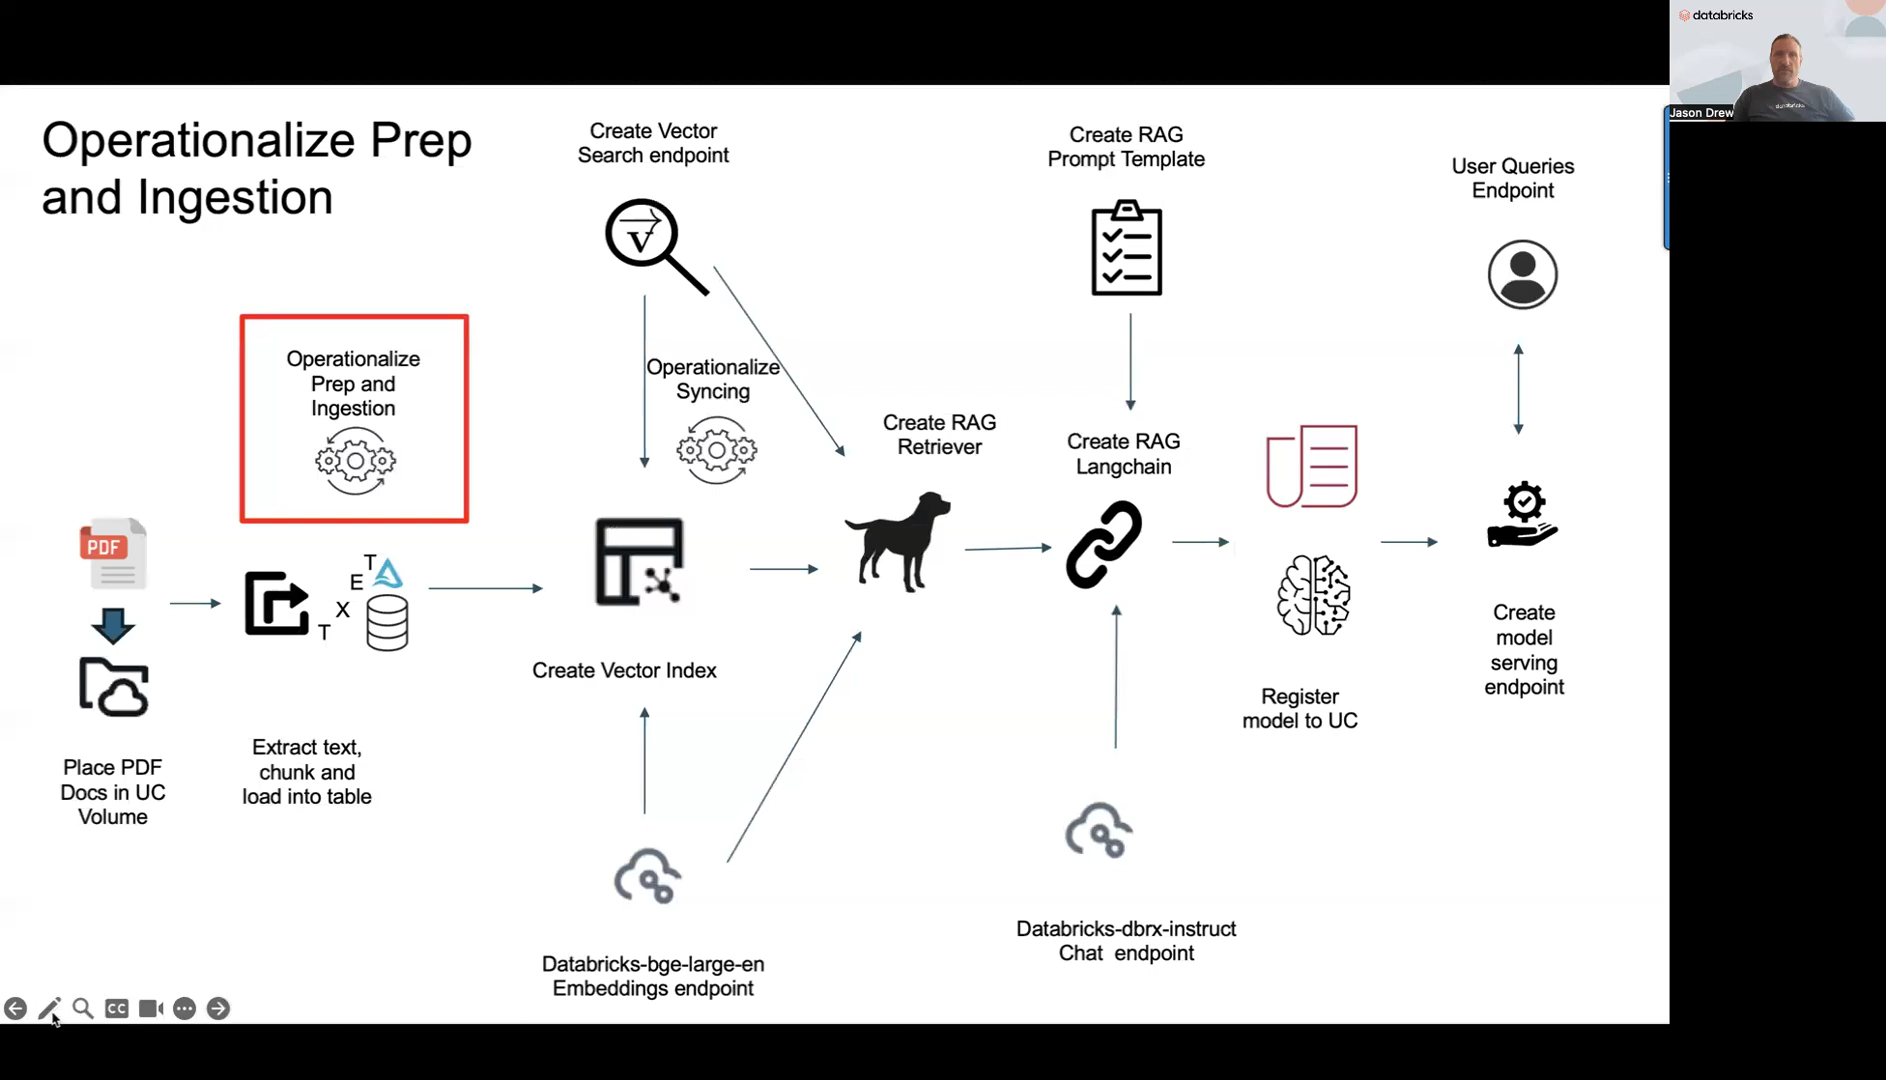 databricks
Jason Drew
databricks
Operationalize Prep
and Ingestion
Create Vector
Search endpoint
V
Create RAG
Prompt Template
User Queries
Endpoint
Operationalize
Prep and
Ingestion
Operationalize
Syncing
Create RAG
Retriever
Create RAG
Langchain
PDF
T
E
X
T
Create Vector Index
Create
model
serving
endpoint
Register
model to UC
Extract text,
chunk and
load into table
Place PDF
Docs in UC
Volume
Databricks-bge-large-en
Embeddings endpoint
Databricks-dbrx-instruct
Chat endpoint
CC